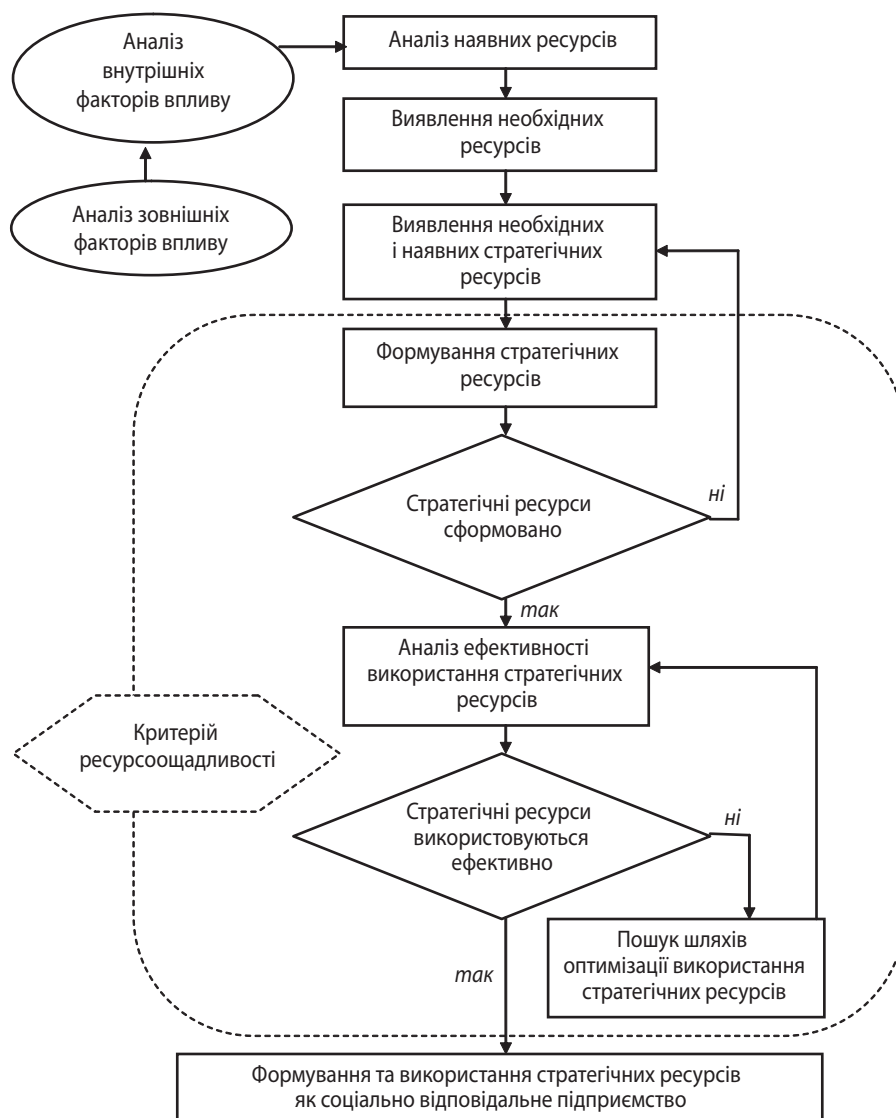 Аналіз
внутрішніх
факторів впливу
Аналіз наявних ресурсів
Виявлення необхідних
ресурсів
Аналіз зовнішніх
факторів впливу
Виявлення необхідних
і наявних стратегічних
ресурсів
Формування стратегічних
ресурсів
Стратегічні ресурси
сформовано
ні
так
Аналіз ефективності
використання стратегічних
ресурсів
Критерій
ресурсоощадливості
Стратегічні ресурси
використовуються
ефективно
ні
Пошук шляхів
оптимізації використання
стратегічних ресурсів
так
Формування та використання стратегічних ресурсів
як соціально відповідальне підприємство